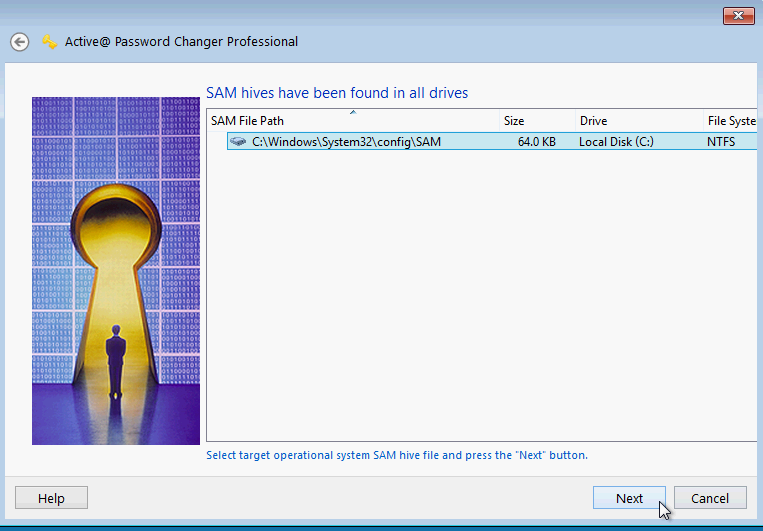 Active@ Password Changer Professional
SAM hives have been found in all drives
SAM File Path Size Drive File Syste
C:\Windows\System32\config\SAM 64.0 KB Local Disk (C:) NTFS
Select target operational system SAM hive file and press the "Next" button.
Help Next Cancel